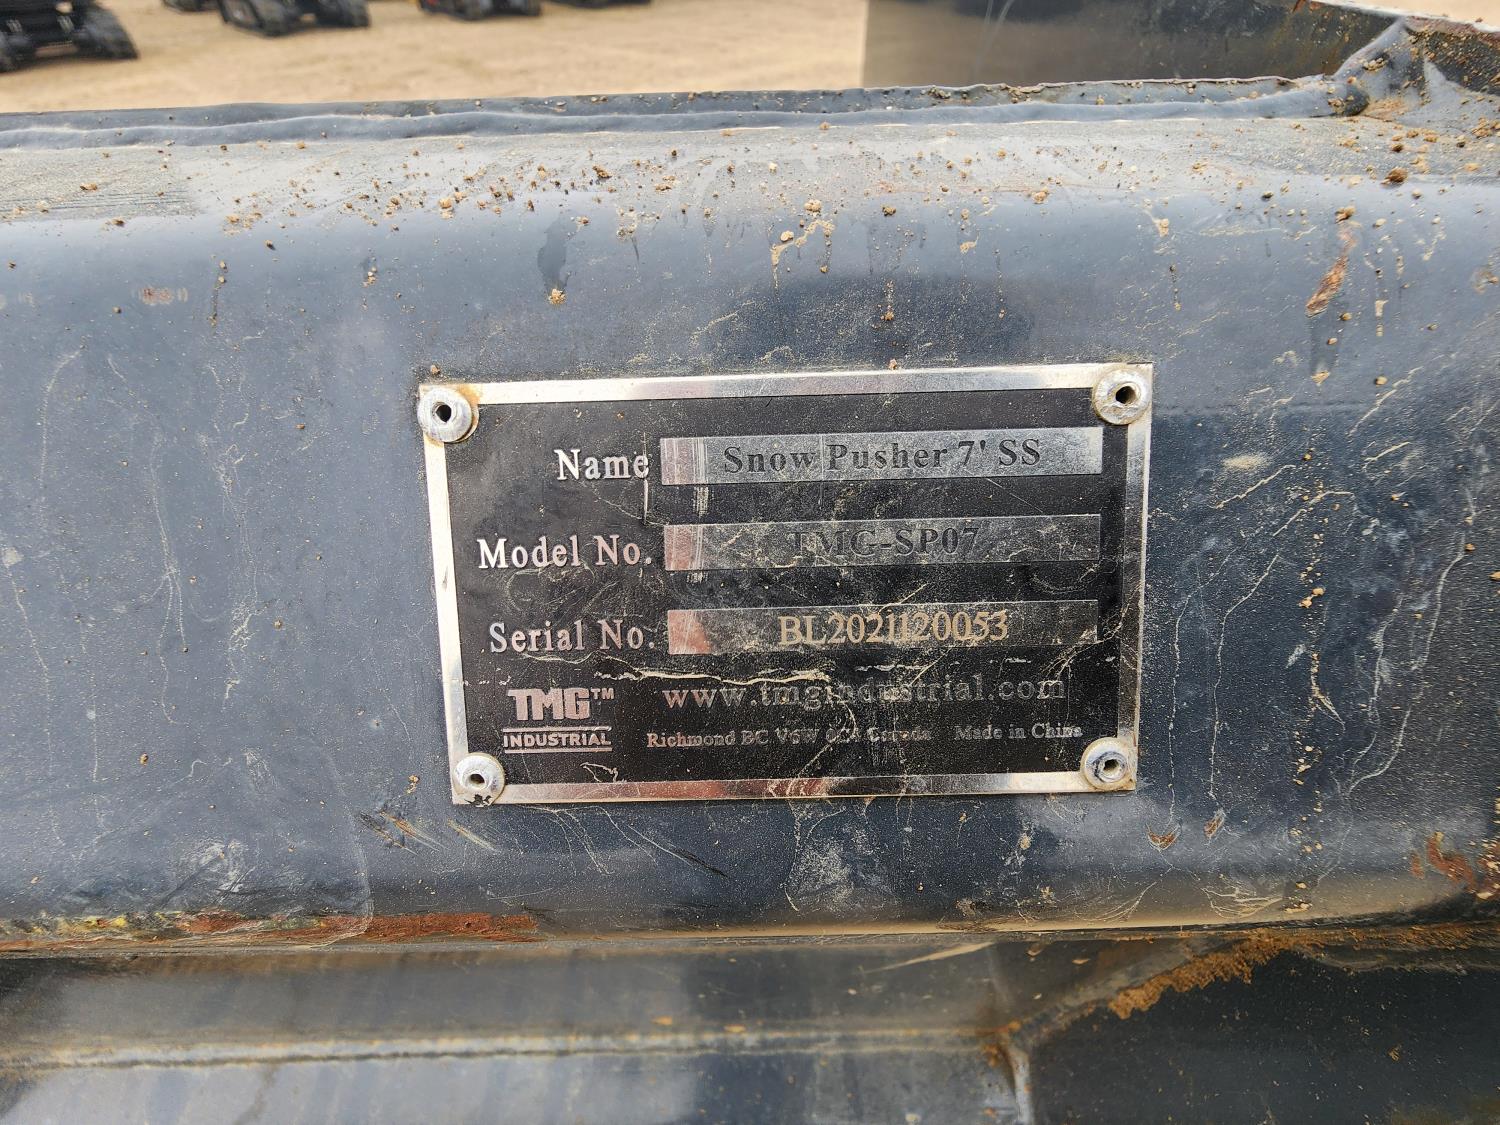 Name Snow Pusher 7' SS
Model No. TMG-SP07
Serial No. BL2021120053
TMG™ www.tmgindustrial.com
INDUSTRIAL Richmond BC V6W Canada Made in China